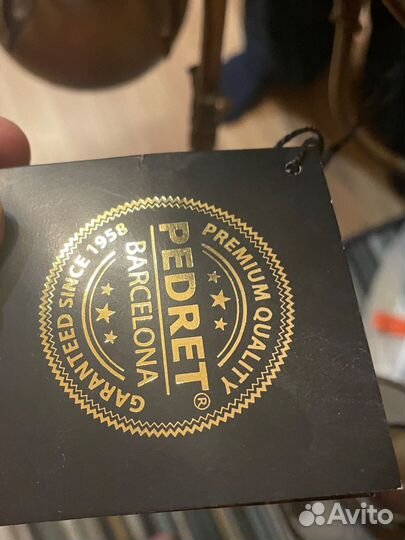 PREMIUM QUALITY
PEDRET®
BARCELONA
GARANTEED SINCE 1958
Avito